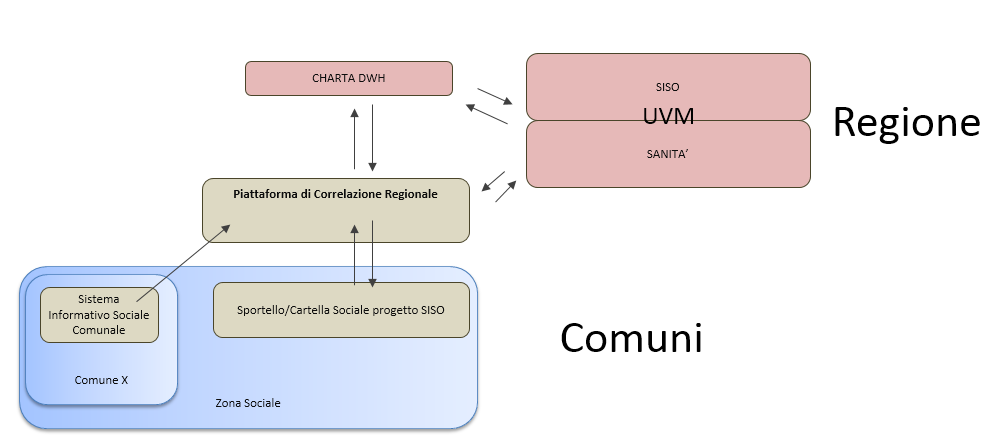 CHARTA DWH
SISO
UVM
SANITA'
Regione
Piattaforma di Correlazione Regionale
Sistema
Informativo Sociale
Comunale
Sportello/Cartella Sociale progetto SISO
Comuni
Comune X
Zona Sociale